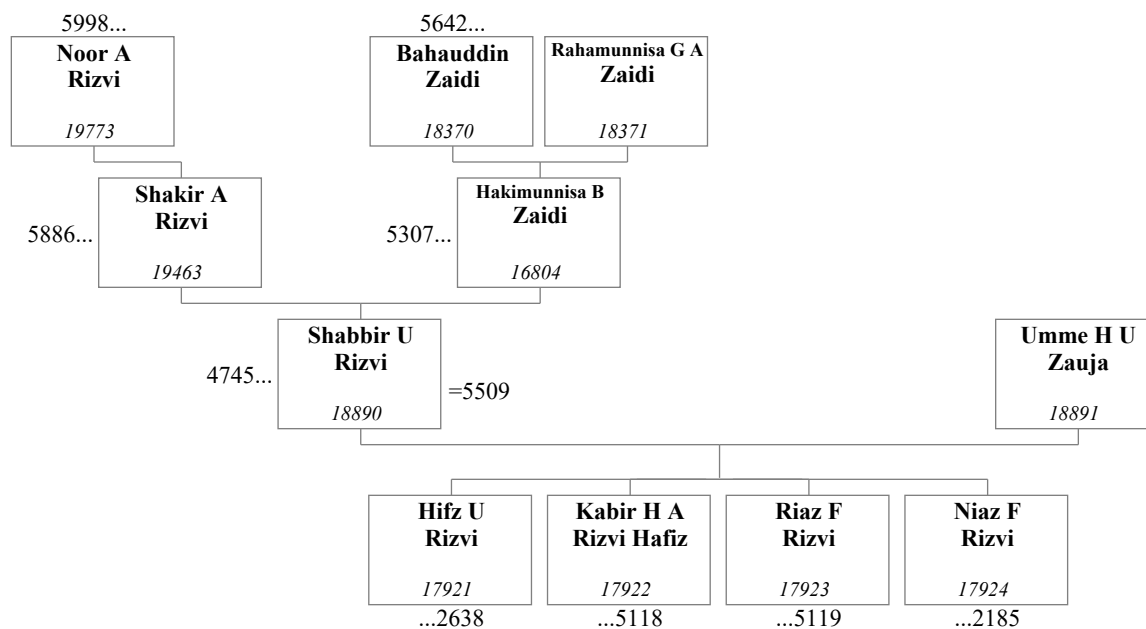 5998...
5642...
Noor A
Rizvi
19773
Bahauddin
Zaidi
18370
Rahamunnisa G A
Zaidi
18371
5886...
Shakir A
Rizvi
19463
5307...
Hakimunnisa B
Zaidi
16804
4745...
Shabbir U
Rizvi
18890
=5509
Umme H U
Zauja
18891
Hifz U
Rizvi
17921
...2638
Kabir H A
Rizvi Hafiz
17922
...5118
Riaz F
Rizvi
17923
...5119
Niaz F
Rizvi
17924
...2185